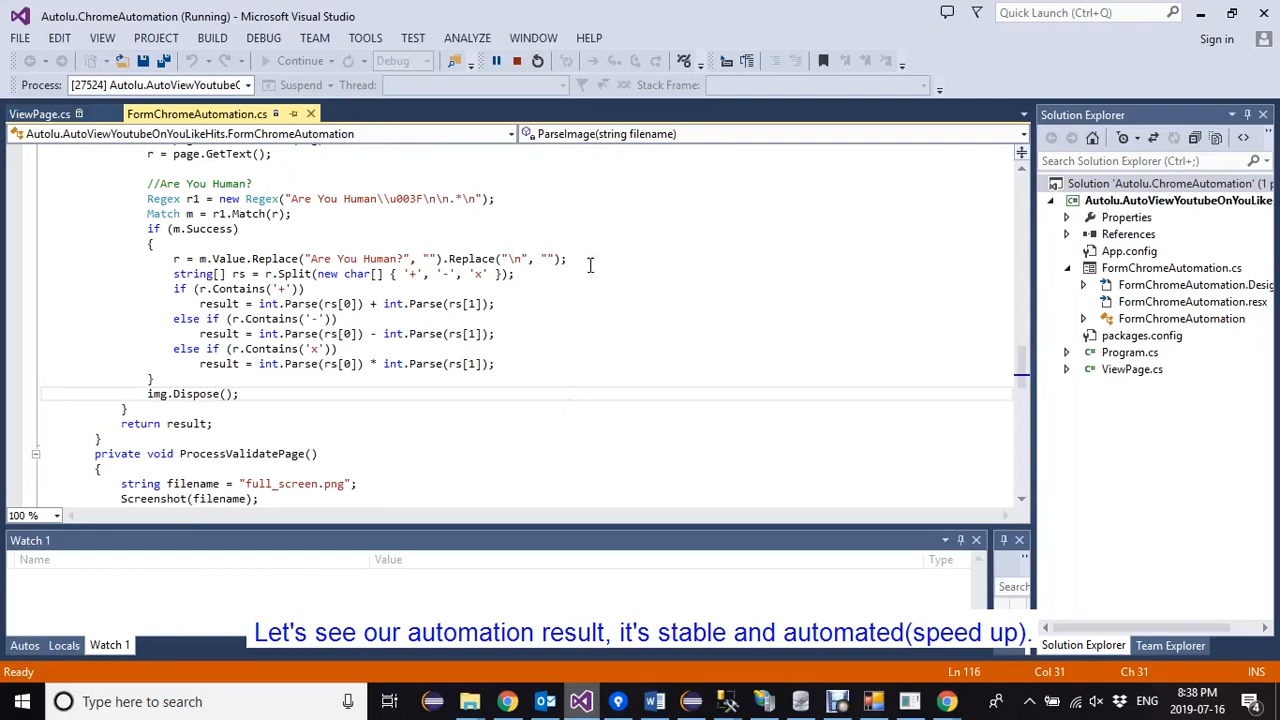 Autolu.ChromeAutomation (Running) - Microsoft Visual Studio
Quick Launch (Ctrl+Q)
FILE EDIT VIEW PROJECT BUILD DEBUG TEAM TOOLS TEST ANALYZE WINDOW HELP
Sign in
Continue
Debug
Process: [27524] Autolu.AutoViewYoutubeO
Suspend
Thread:
Stack Frame:
ViewPage.cs
FormChromeAutomation.cs
Autolu.AutoViewYoutubeOnYouLikeHits.FormChromeAutomation
ParseImage(string filename)
r = page.GetText();
//Are You Human?
Regex r1 = new Regex("Are You Human\\u003F\n\n.*\n");
Match m = r1.Match(r);
if (m.Success)
{
r = m.Value.Replace("Are You Human?", "").Replace("\n", "");
string[] rs = r.Split(new char[] { '+', '-', 'x' });
if (r.Contains('+'))
result = int.Parse(rs[0]) + int.Parse(rs[1]);
else if (r.Contains('-'))
result = int.Parse(rs[0]) - int.Parse(rs[1]);
else if (r.Contains('x'))
result = int.Parse(rs[0]) * int.Parse(rs[1]);
}
img.Dispose();
}
return result;
}
private void ProcessValidatePage()
{
string filename = "full_screen.png";
Screenshot(filename);
100 %
Solution Explorer
Search Solution Explorer (Ctrl+;)
Solution 'Autolu.ChromeAutomation' (1 p
Autolu.AutoViewYoutubeOnYouLike
Properties
References
App.config
FormChromeAutomation.cs
FormChromeAutomation.Desig
FormChromeAutomation.resx
FormChromeAutomation
packages.config
Program.cs
ViewPage.cs
Watch 1
Name Value Type
Search
Let's see our automation result, it's stable and automated(speed up).
Autos Locals Watch 1
Solution Explorer Team Explorer
Ready
Ln 116 Col 31 Ch 31 INS
Type here to search
ENG
8:38 PM
2019-07-16
4